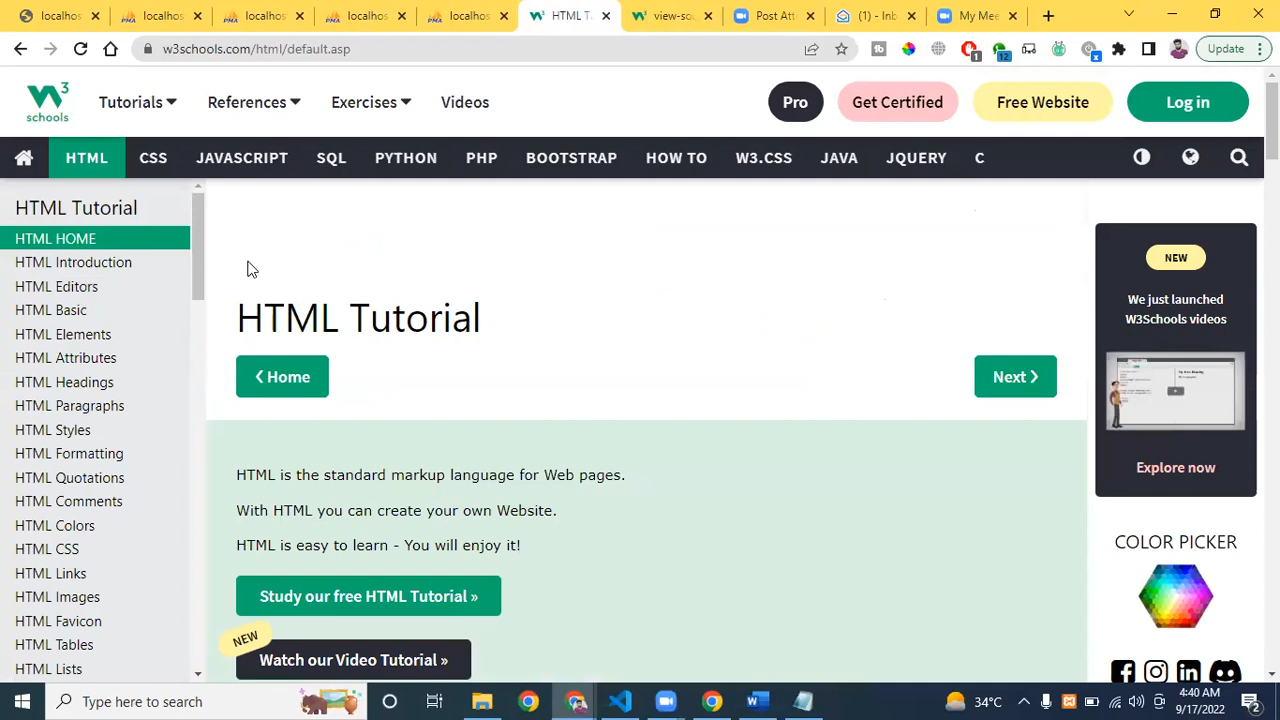 localhos
localhos
localhos
localhos
localhos
HTML T
view-sou
Post Att
(1) - Inb
My Mee
w3schools.com/html/default.asp
1
12
x
Update
W 3
schools
Tutorials
References
Exercises
Videos
Pro
Get Certified
Free Website
Log in
HTML
CSS
JAVASCRIPT
SQL
PYTHON
PHP
BOOTSTRAP
HOW TO
W3.CSS
JAVA
JQUERY
C
HTML Tutorial
HTML HOME
HTML Introduction
HTML Editors
HTML Basic
HTML Elements
HTML Attributes
HTML Headings
HTML Paragraphs
HTML Styles
HTML Formatting
HTML Quotations
HTML Comments
HTML Colors
HTML CSS
HTML Links
HTML Images
HTML Favicon
HTML Tables
HTML Lists
HTML Tutorial
❮ Home
Next ❯
HTML is the standard markup language for Web pages.
With HTML you can create your own Website.
HTML is easy to learn - You will enjoy it!
Study our free HTML Tutorial »
NEW
Watch our Video Tutorial »
NEW
We just launched
W3Schools videos
Explore now
COLOR PICKER
Type here to search
34°C
4:40 AM
9/17/2022
2